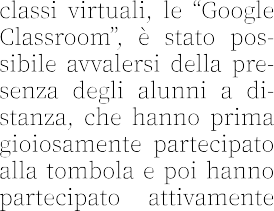 classi virtuali, le “Google
Classroom”, è stato pos-
sibile avvalersi della pre-
senza degli alunni a di-
stanza, che hanno prima
gioiosamente partecipato
alla tombola e poi hanno
partecipato attivamente